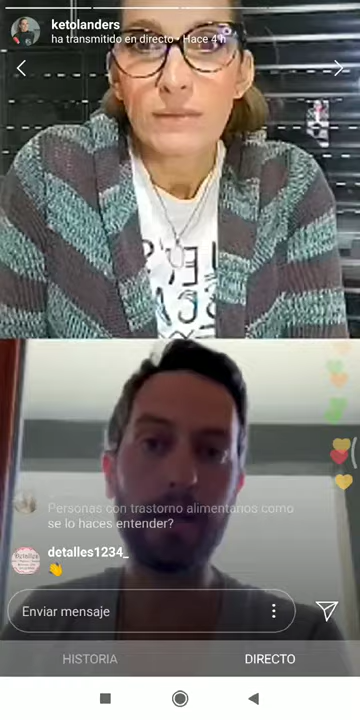 ketolanders
ha transmitido en directo • Hace 4 h
Personas con trastorno alimentarios como
se lo haces entender?
detalles1234_
Enviar mensaje
HISTORIA
DIRECTO